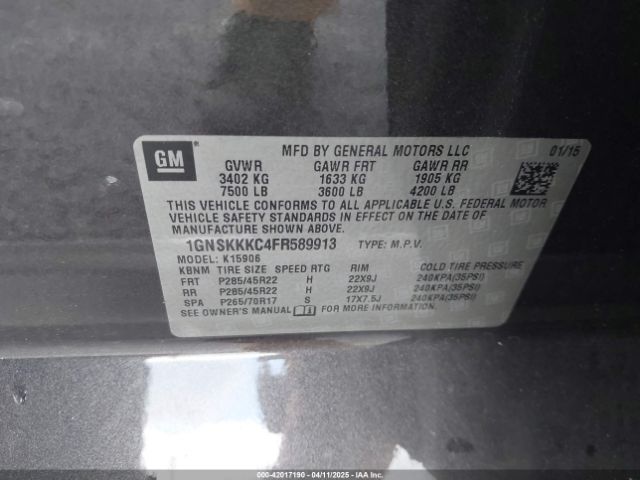 GM
MFD BY GENERAL MOTORS LLC 01/15
GVWR GAWR FRT GAWR RR
3402 KG 1633 KG 1905 KG
7500 LB 3600 LB 4200 LB
THIS VEHICLE CONFORMS TO ALL APPLICABLE U.S. FEDERAL MOTOR
VEHICLE SAFETY STANDARDS IN EFFECT ON THE DATE OF
MANUFACTURE SHOWN ABOVE.
1GNSKKKC4FR589913 TYPE: M.P.V.
MODEL: K15906
KBNM TIRE SIZE SPEED RTG RIM COLD TIRE PRESSURE
FRT P285/45R22 H 22X9J 240KPA(35PSI)
RR P285/45R22 H 22X9J 240KPA(35PSI)
SPA P265/70R17 S 17X7.5J 240KPA(35PSI)
SEE OWNER'S MANUAL FOR MORE INFORMATION.
000-42017190 - 04/11/2025 - IAAI